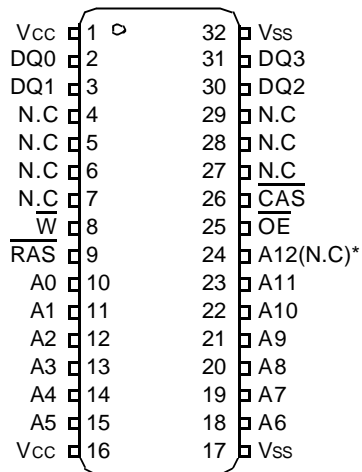 Vcc 1 32 Vss
DQ0 2 31 DQ3
DQ1 3 30 DQ2
N.C 4 29 N.C
N.C 5 28 N.C
N.C 6 27 N.C
N.C 7 26 CAS
W 8 25 OE
RAS 9 24 A12(N.C)*
A0 10 23 A11
A1 11 22 A10
A2 12 21 A9
A3 13 20 A8
A4 14 19 A7
A5 15 18 A6
Vcc 16 17 Vss